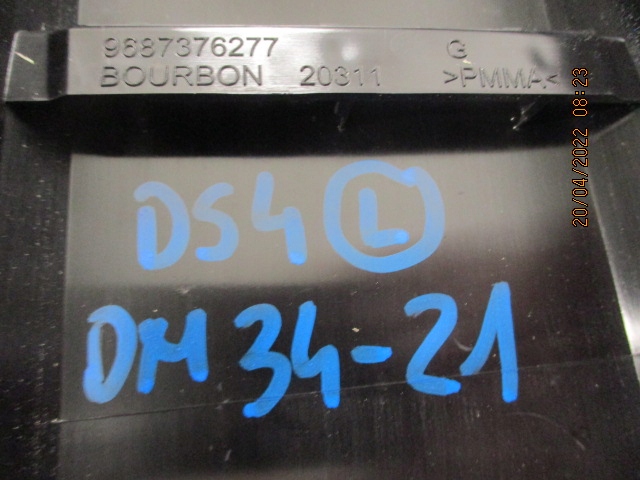 9687376277 G
BOURBON 20311 >PMMA<
20/04/2022 08:23
DS4 L
DM 34-21